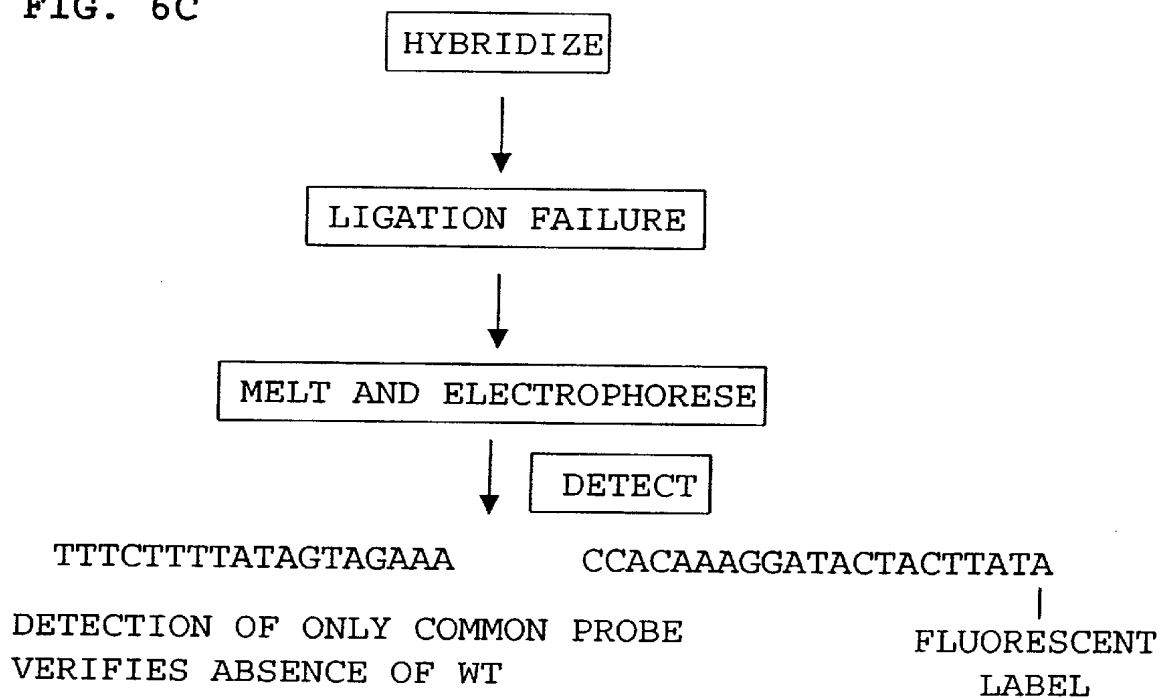 FIG. 6C
HYBRIDIZE
LIGATION FAILURE
MELT AND ELECTROPHORESE
DETECT
TTTCTTTTATAGTAGAAA CCACAAAGGATACTACTTATA
DETECTION OF ONLY COMMON PROBE
VERIFIES ABSENCE OF WT
FLUORESCENT
LABEL